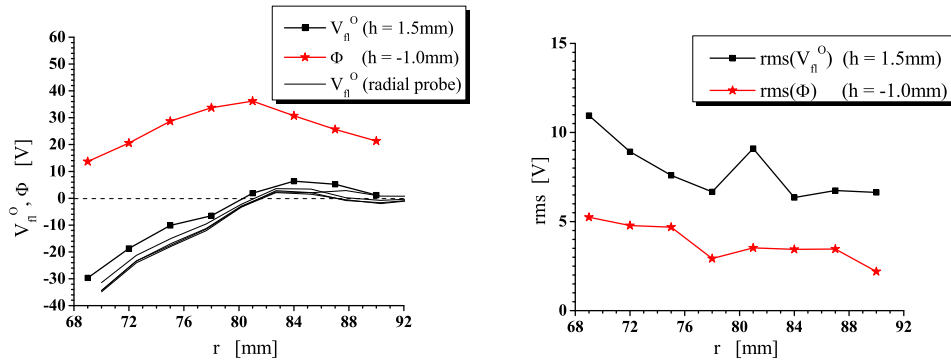 V_fl^O (h = 1.5mm)
Φ (h = -1.0mm)
V_fl^O (radial probe)
60
50
40
30
20
10
0
-10
-20
-30
-40
V_fl^O, Φ [V]
68 72 76 80 84 88 92
r [mm]
rms(V_fl^O) (h = 1.5mm)
rms(Φ) (h = -1.0mm)
15
10
5
0
rms [V]
68 72 76 80 84 88 92
r [mm]